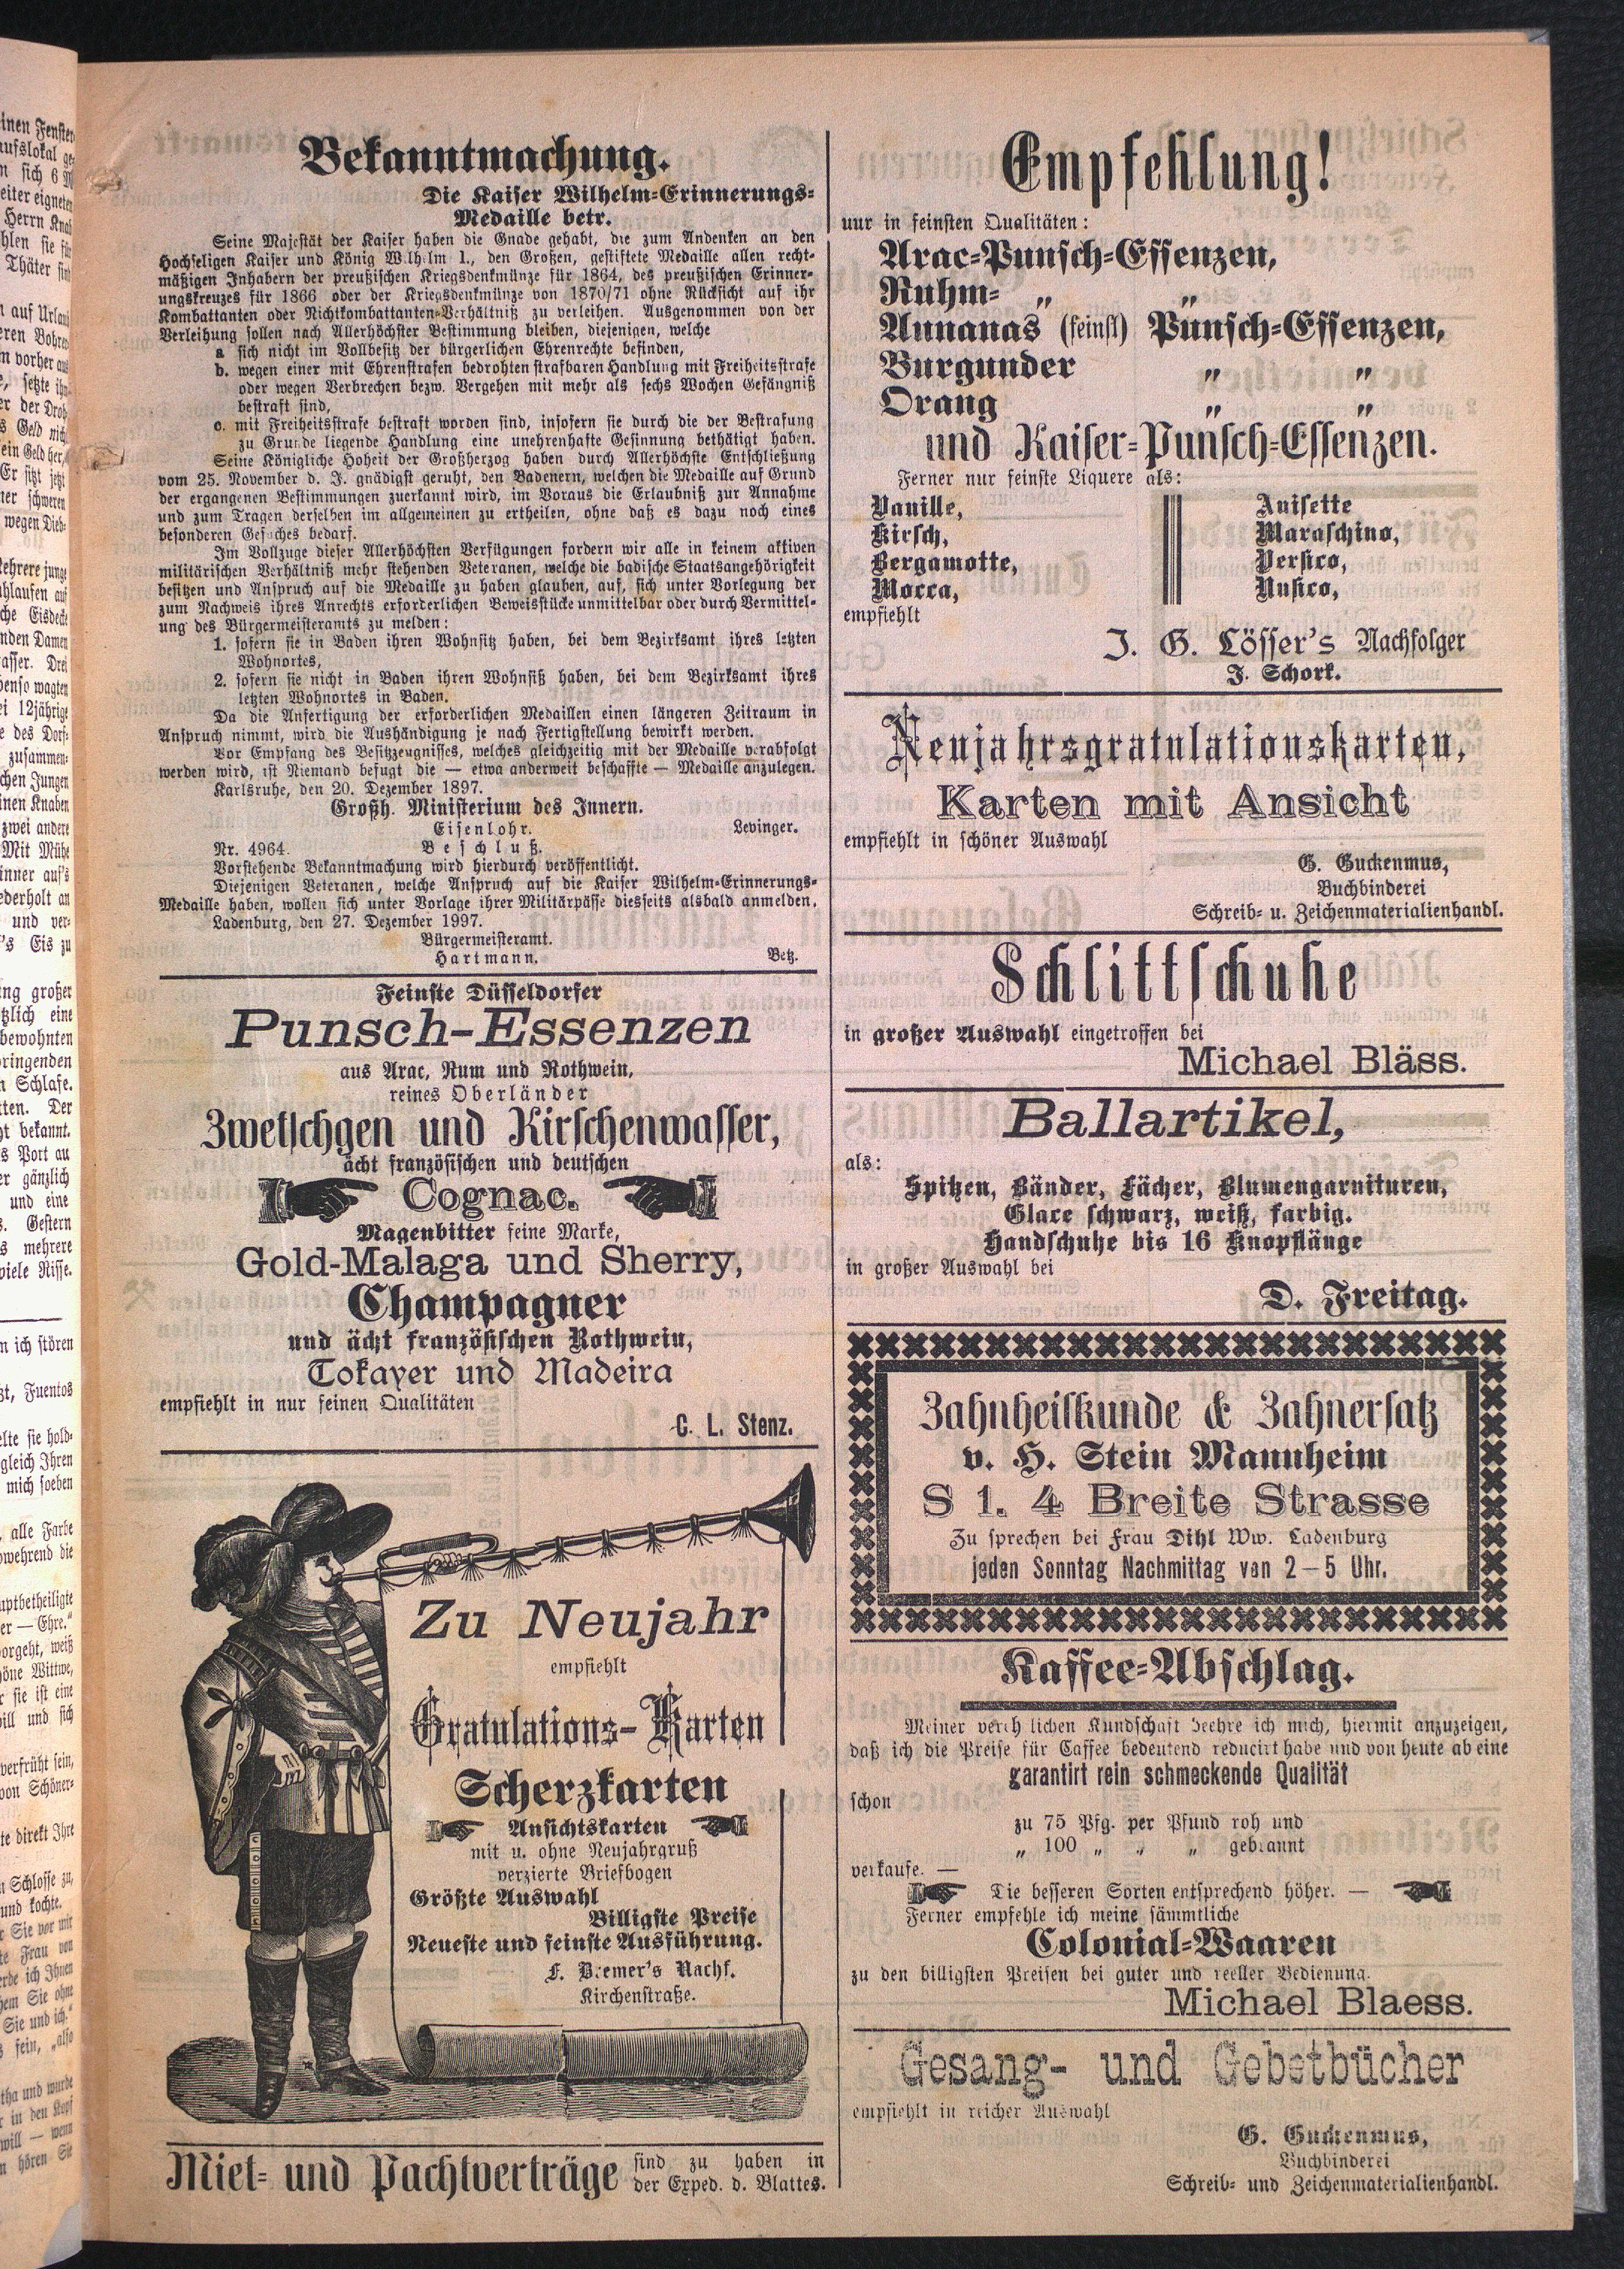 Bekanntmachung.
Die Kaiser Wilhelm-Erinnerungs-
Medaille betr.
Seine Majestät der Kaiser haben die Gnade gehabt, die zum Andenken an den
Hochseligen Kaiser und König Wilhelm I., den Großen, gestiftete Medaille allen recht-
mäßigen Inhabern der preußischen Kriegsdenkmünze für 1864, des preußischen Erinner-
ungskreuzes für 1866 oder der Kriegsdenkmünze von 1870/71 ohne Rücksicht auf ihr
Kombattanten oder Nichtkombattanten-Verhältniß zu verleihen. Ausgenommen von der
Verleihung sollen nach Allerhöchster Bestimmung bleiben, diejenigen, welche
a sich nicht im Vollbesitz der bürgerlichen Ehrenrechte befinden,
b. wegen einer mit Ehrenstrafen bedrohten strafbaren Handlung mit Freiheitsstrafe
oder wegen Verbrechen bezw. Vergehen mit mehr als sechs Wochen Gefängniß
bestraft sind,
c. mit Freiheitsstrafe bestraft worden sind, insofern sie durch die der Bestrafung
zu Grunde liegende Handlung eine unehrenhafte Gesinnung bethätigt haben.
Seine Königliche Hoheit der Großherzog haben durch Allerhöchste Entschließung
vom 25. November d. J. gnädigst geruht, den Badenern, welchen die Medaille auf Grund
der ergangenen Bestimmungen zuerkannt wird, im Voraus die Erlaubniß zur Annahme
und zum Tragen derselben im allgemeinen zu ertheilen, ohne daß es dazu noch eines
besonderen Gesuches bedarf.
Im Vollzuge dieser Allerhöchsten Verfügungen fordern wir alle in keinem aktiven
militärischen Verhältniß mehr stehenden Veteranen, welche die badische Staatsangehörigkeit
besitzen und Anspruch auf die Medaille zu haben glauben, auf, sich unter Vorlegung der
zum Nachweis ihres Anrechts erforderlichen Beweisstücke unmittelbar oder durch Vermittel-
ung des Bürgermeisteramts zu melden:
1. sofern sie in Baden ihren Wohnsitz haben, bei dem Bezirksamt ihres letzten
Wohnortes,
2. sofern sie nicht in Baden ihren Wohnsitz haben, bei dem Bezirksamt ihres
letzten Wohnortes in Baden.
Da die Anfertigung der erforderlichen Medaillen einen längeren Zeitraum in
Anspruch nimmt, wird die Aushändigung je nach Fertigstellung bewirkt werden.
Vor Empfang des Besitzzeugnisses, welches gleichzeitig mit der Medaille verabfolgt
werden wird, ist Niemand befugt die — etwa anderweit beschaffte — Medaille anzulegen.
Karlsruhe, den 20. Dezember 1897.
Großh. Ministerium des Innern.
Eisenlohr. Levinger.
Nr. 4964. Beschluß.
Vorstehende Bekanntmachung wird hierdurch veröffentlicht.
Diejenigen Veteranen, welche Anspruch auf die Kaiser Wilhelm-Erinnerungs-
Medaille haben, wollen sich unter Vorlage ihrer Militärpässe diesseits alsbald anmelden.
Ladenburg, den 27. Dezember 1997.
Bürgermeisteramt.
Hartmann. Betz.
Feinste Düsseldorfer
Punsch-Essenzen
aus Arac, Rum und Rothwein,
reines Oberländer
Zwetschgen und Kirschenwasser,
ächt französischen und deutschen
Cognac.
Magenbitter feine Marke,
Gold-Malaga und Sherry,
Champagner
und ächt französischen Rothwein,
Tokayer und Madeira
empfiehlt in nur feinen Qualitäten
C. L. Stenz.
Zu Neujahr
empfiehlt
Gratulations-Karten
Scherzkarten
Ansichtskarten
mit u. ohne Neujahrgruß
verzierte Briefbogen
Größte Auswahl
Billigste Preise
Neueste und feinste Ausführung.
F. Bremer's Nachf.
Kirchenstraße.
Miet- und Pachtverträge sind zu haben in
der Exped. d. Blattes.
Empfehlung!
nur in feinsten Qualitäten:
Arac-Punsch-Essenzen,
Ruhm- „ „
Annanas (feinst) Punsch-Essenzen,
Burgunder „ „
Orang „ „
und Kaiser-Punsch-Essenzen.
Ferner nur feinste Liquere als:
Vanille, Anisette
Kirsch, Maraschino,
Bergamotte, Persico,
Mocca, Nusico,
empfiehlt
J. G. Lösser's Nachfolger
J. Schork.
Neujahrsgratulationskarten,
Karten mit Ansicht
empfiehlt in schöner Auswahl
G. Guckenmus,
Buchbinderei
Schreib- u. Zeichenmaterialienhandl.
Schlittschuhe
in großer Auswahl eingetroffen bei
Michael Bläss.
Ballartikel,
als:
Spitzen, Bänder, Fächer, Blumengarnituren,
Glace schwarz, weiß, farbig.
Handschuhe bis 16 Knopflänge
in großer Auswahl bei
D. Freitag.
Zahnheilkunde & Zahnersatz
v. H. Stein Mannheim
S 1. 4 Breite Strasse
Zu sprechen bei Frau Dihl Ww. Ladenburg
jeden Sonntag Nachmittag von 2—5 Uhr.
Kaffee-Abschlag.
Meiner verehrlichen Kundschaft beehre ich mich, hiermit anzuzeigen,
daß ich die Preise für Caffee bedeutend reducirt habe und von heute ab eine
garantirt rein schmeckende Qualität
schon
zu 75 Pfg. per Pfund roh und
„ 100 „ „ „ gebrannt
verkaufe. —
Die besseren Sorten entsprechend höher. —
Ferner empfehle ich meine sämmtliche
Colonial-Waaren
zu den billigsten Preisen bei guter und reeller Bedienung.
Michael Blaess.
Gesang- und Gebetbücher
empfiehlt in reicher Auswahl
G. Guckenmus,
Buchbinderei
Schreib- und Zeichenmaterialienhandl.